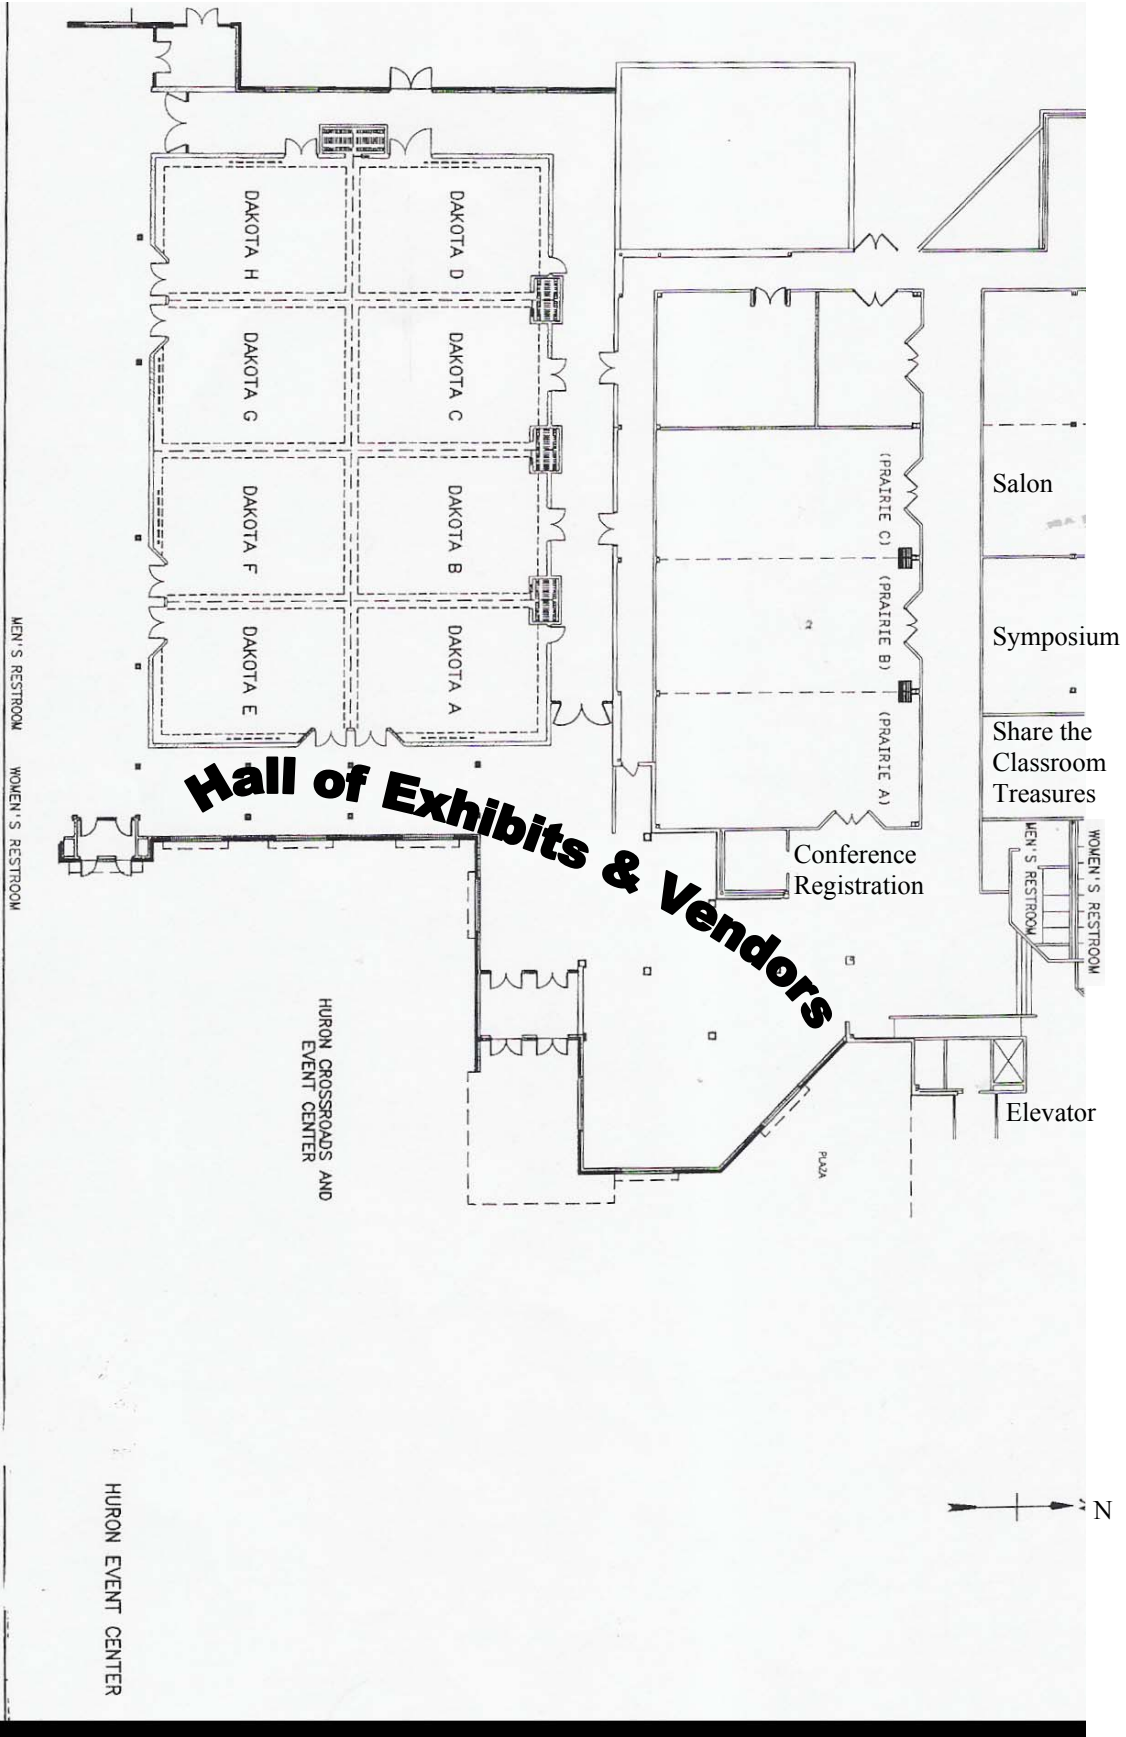 DAKOTA H
DAKOTA D
DAKOTA G
DAKOTA C
DAKOTA F
DAKOTA B
DAKOTA E
DAKOTA A
(PRAIRIE C)
(PRAIRIE B)
(PRAIRIE A)
Salon
Symposium
Share the
Classroom
Treasures
MEN'S RESTROOM
WOMEN'S RESTROOM
Hall of Exhibits & Vendors
Conference
Registration
MEN'S RESTROOM
WOMEN'S RESTROOM
HURON CROSSROADS AND
EVENT CENTER
Elevator
PLAZA
N
HURON EVENT CENTER